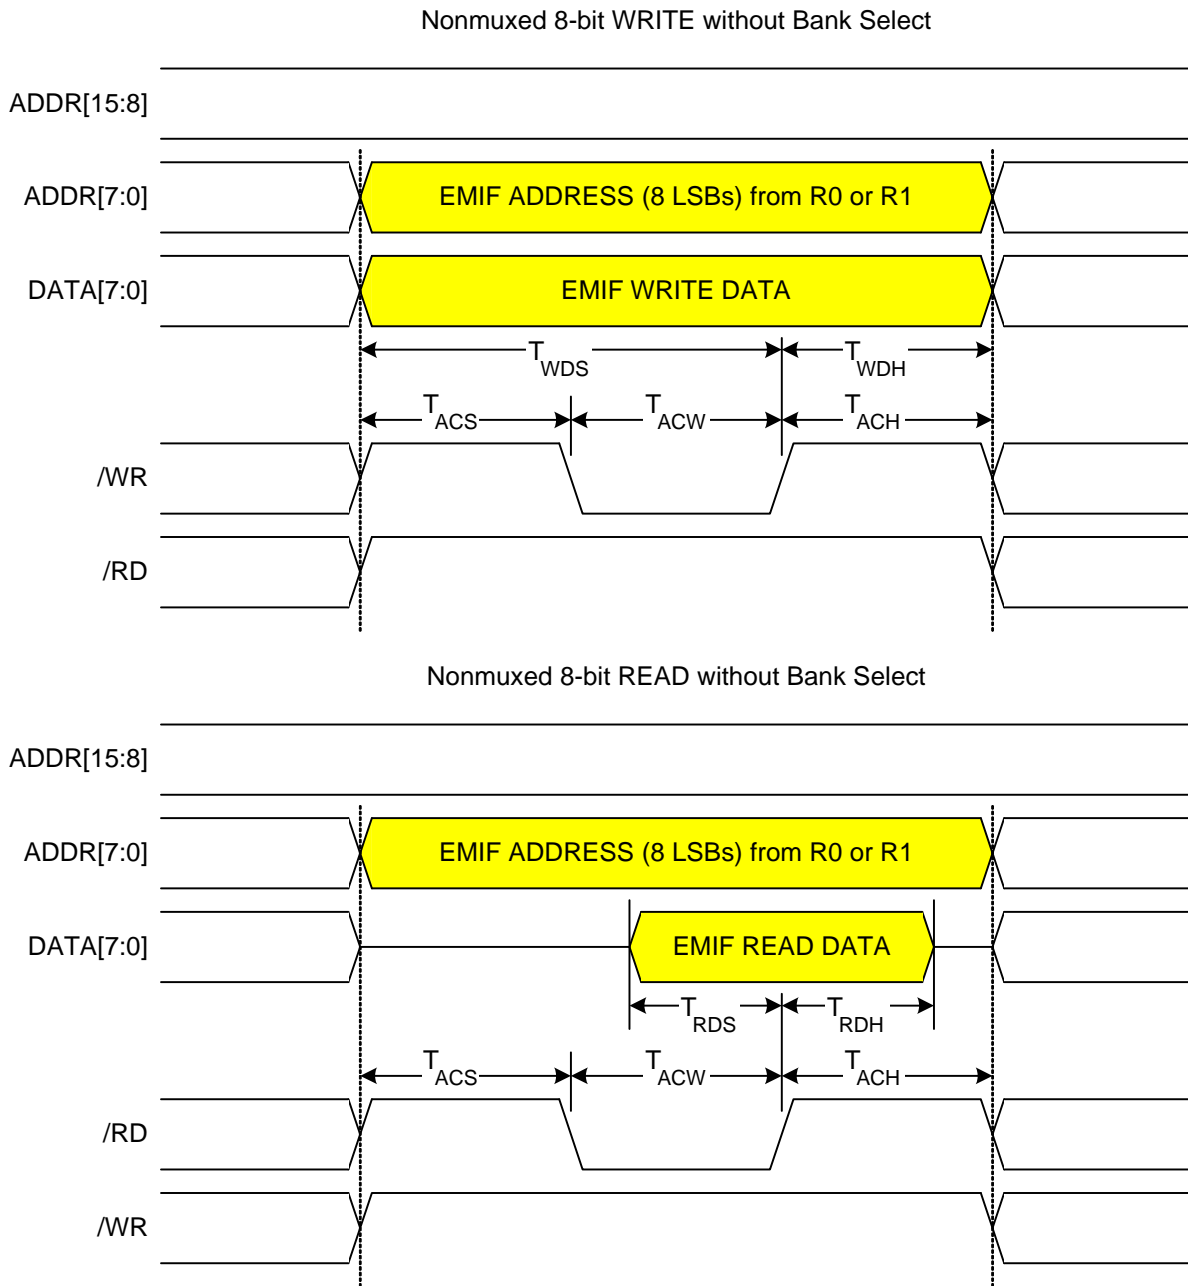 Nonmuxed 8-bit WRITE without Bank Select
ADDR[15:8]
ADDR[7:0]
EMIF ADDRESS (8 LSBs) from R0 or R1
DATA[7:0]
EMIF WRITE DATA
TWDS
TWDH
TACS
TACW
TACH
/WR
/RD
Nonmuxed 8-bit READ without Bank Select
ADDR[15:8]
ADDR[7:0]
EMIF ADDRESS (8 LSBs) from R0 or R1
DATA[7:0]
EMIF READ DATA
TRDS
TRDH
TACS
TACW
TACH
/RD
/WR